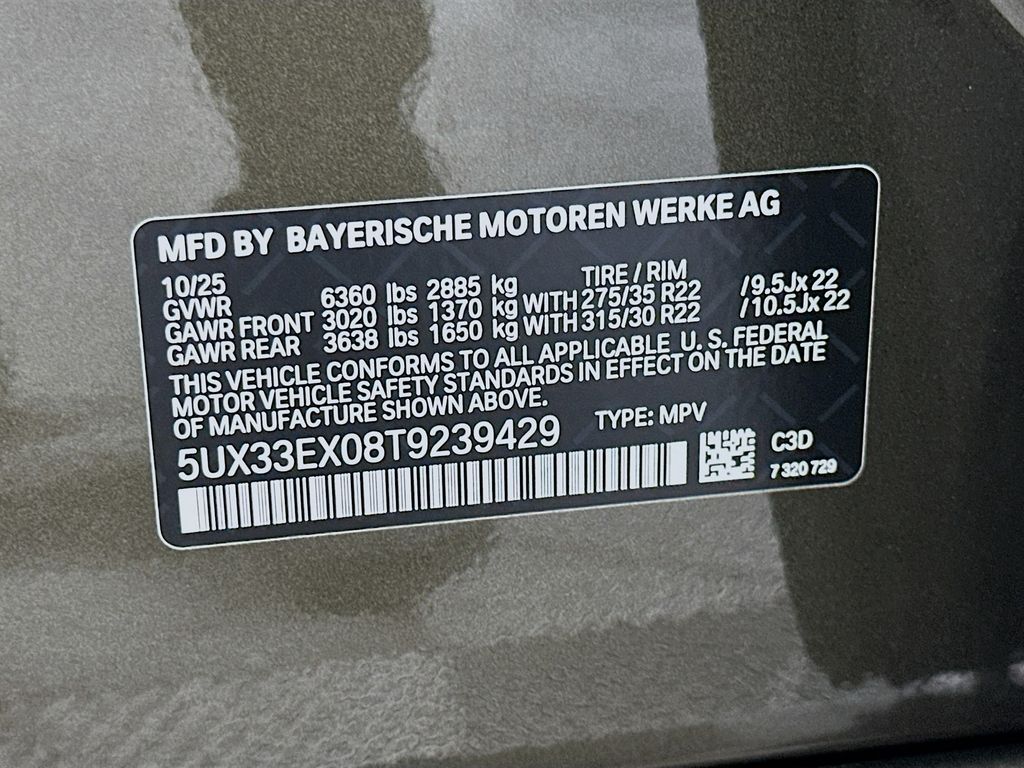 MFD BY BAYERISCHE MOTOREN WERKE AG
10/25 TIRE / RIM
GVWR 6360 lbs 2885 kg
GAWR FRONT 3020 lbs 1370 kg WITH 275/35 R22 /9.5Jx22
GAWR REAR 3638 lbs 1650 kg WITH 315/30 R22 /10.5Jx22
THIS VEHICLE CONFORMS TO ALL APPLICABLE U. S. FEDERAL
MOTOR VEHICLE SAFETY STANDARDS IN EFFECT ON THE DATE
OF MANUFACTURE SHOWN ABOVE.
5UX33EX08T9239429 TYPE: MPV
C3D
7 320 729